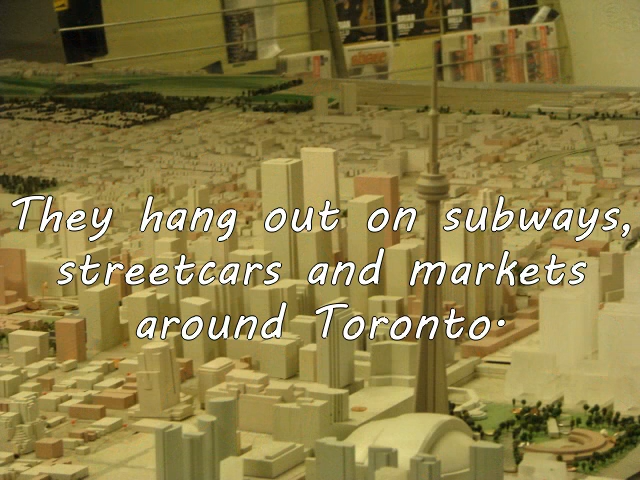 They hang out on subways,
streetcars and markets
around Toronto.